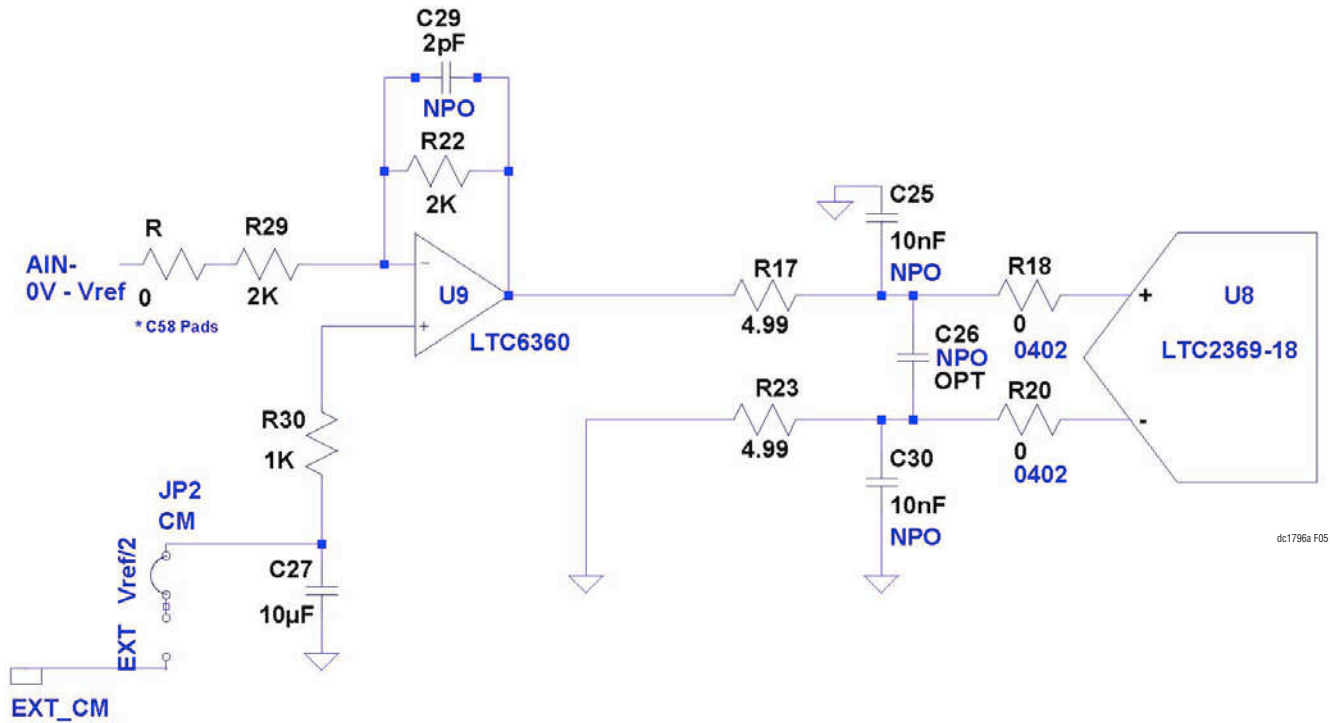 C29
2pF
NPO
R22
2K
R
R29
AIN-
0V - Vref
0
2K
* C58 Pads
−
+
U9
LTC6360
R30
1K
JP2
CM
Vref/2
EXT
C27
10µF
EXT_CM
C25
10nF
NPO
R17
4.99
R18
0
0402
C26
NPO
OPT
R23
4.99
R20
0
0402
C30
10nF
NPO
+
-
U8
LTC2369-18
dc1796a F05